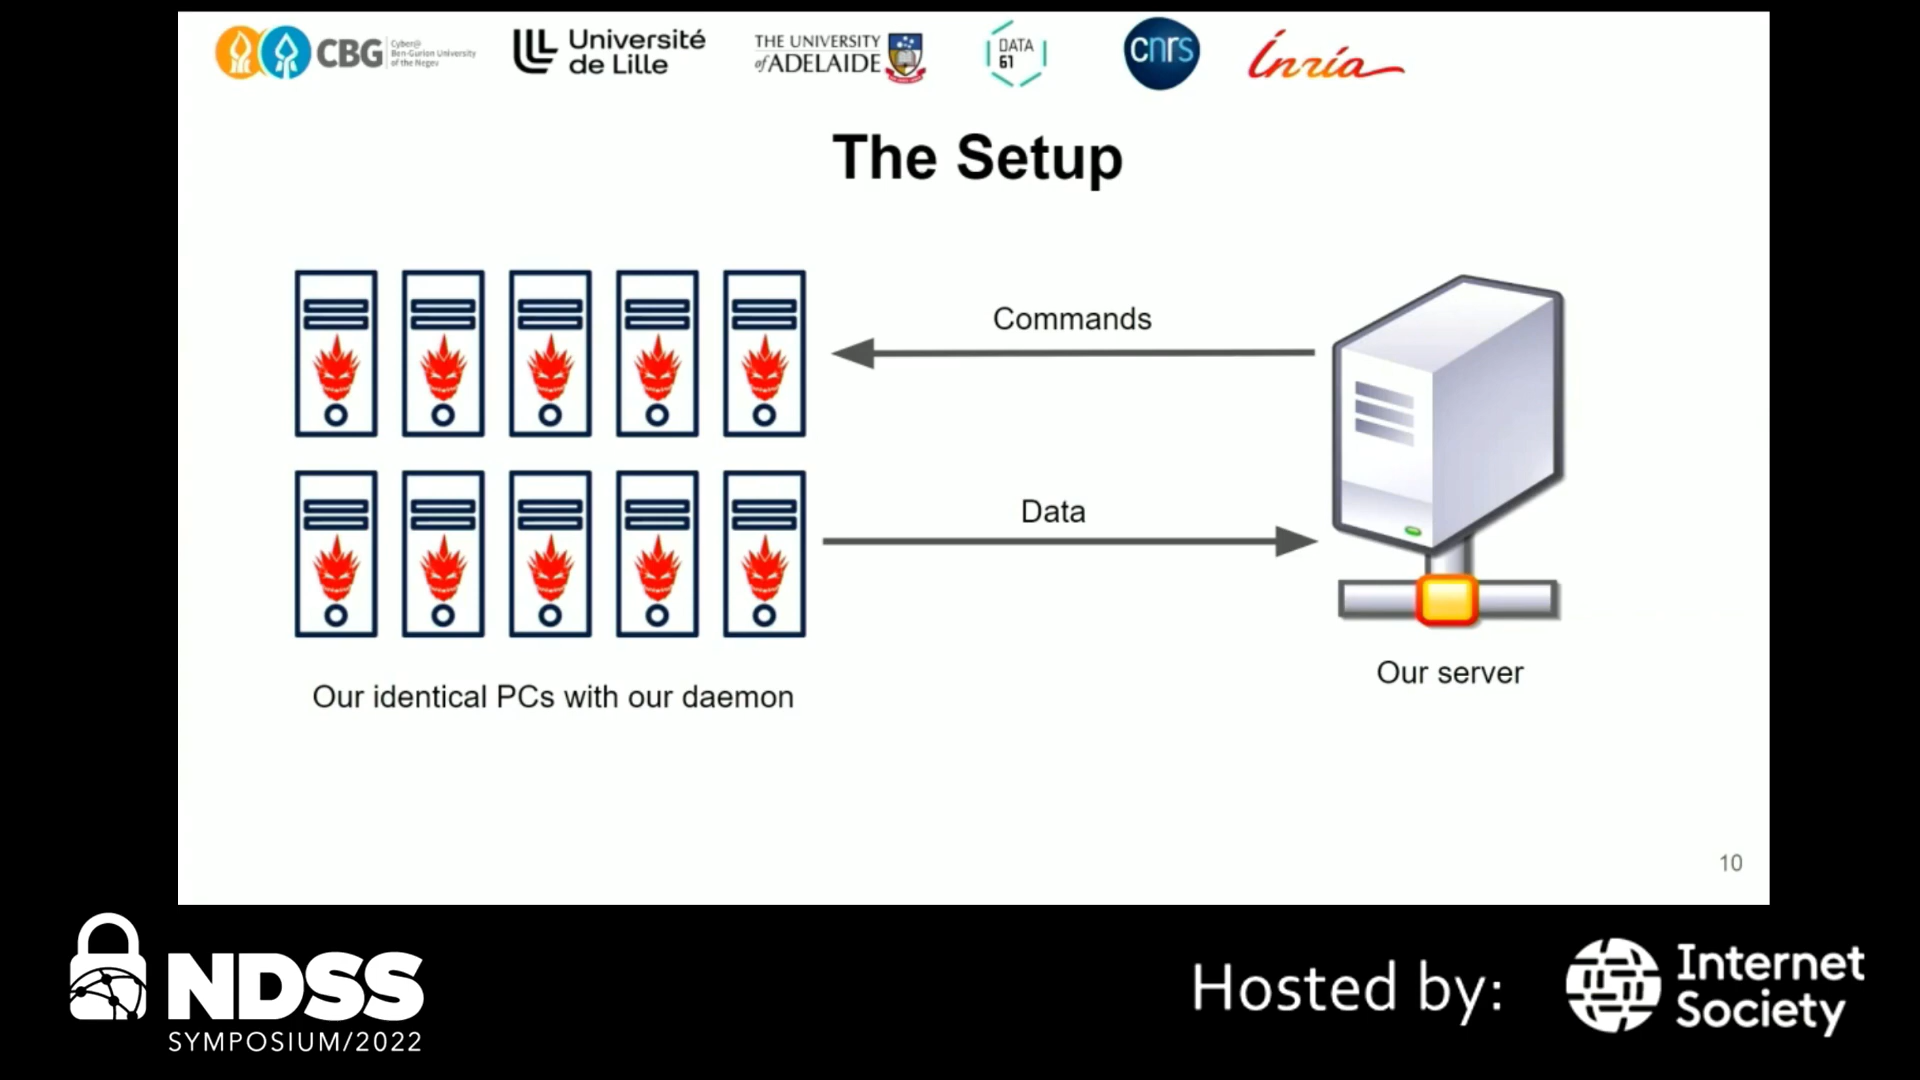 CBG
Cyber@
Ben-Gurion University
of the Negev
Université
de Lille
THE UNIVERSITY
of ADELAIDE
DATA
61
cnrs
Inria
The Setup
Commands
Data
Our identical PCs with our daemon
Our server
10
NDSS
SYMPOSIUM/2022
Hosted by:
Internet
Society